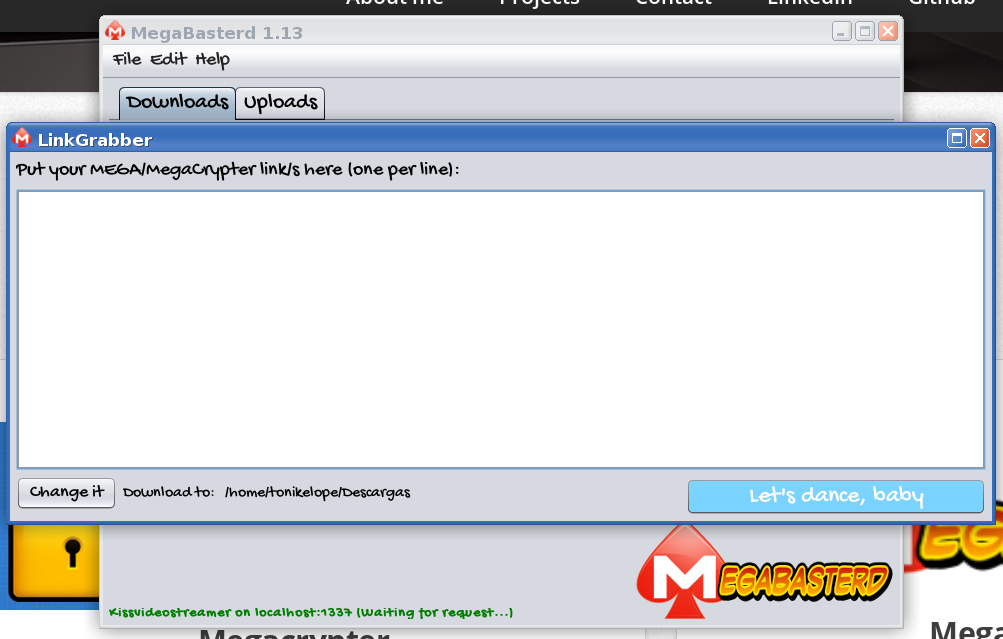 About me Projects Contact LinkedIn Github
MegaBasterd 1.13
File Edit Help
Downloads Uploads
LinkGrabber
Put your MEGA/MegaCrypter link/s here (one per line):
Change it Download to: /home/tonikelope/Descargas
Let's dance, baby
MEGABASTERD
Kissvideostreamer on localhost:1337 (Waiting for request...)
Megacrypter